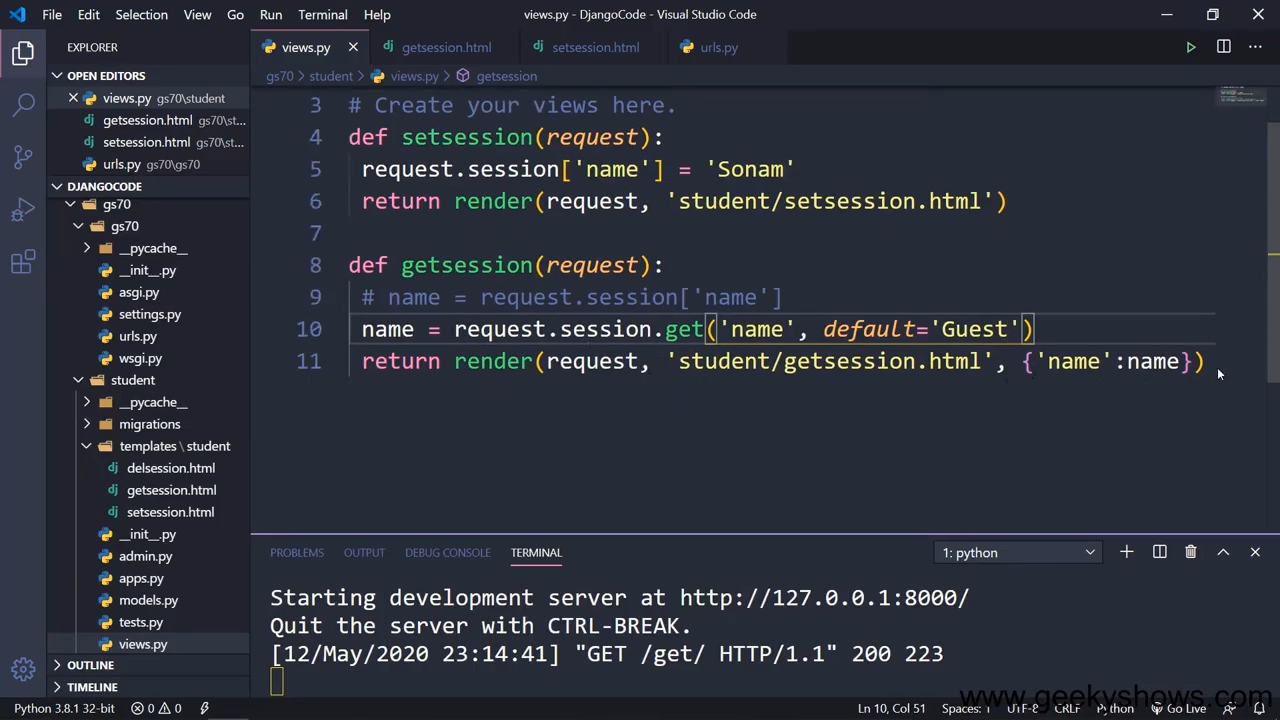 File Edit Selection View Go Run Terminal Help views.py - DjangoCode - Visual Studio Code
EXPLORER
views.py getsession.html setsession.html urls.py
OPEN EDITORS
gs70 > student > views.py > getsession
views.py gs70\student
getsession.html gs70\st...
setsession.html gs70\st...
urls.py gs70\gs70
DJANGOCODE
gs70
gs70
__pycache__
__init__.py
asgi.py
settings.py
urls.py
wsgi.py
student
__pycache__
migrations
templates \ student
delsession.html
getsession.html
setsession.html
__init__.py
admin.py
apps.py
models.py
tests.py
views.py
OUTLINE
TIMELINE
3 # Create your views here.
4 def setsession(request):
5 request.session['name'] = 'Sonam'
6 return render(request, 'student/setsession.html')
7
8 def getsession(request):
9 # name = request.session['name']
10 name = request.session.get('name', default='Guest')
11 return render(request, 'student/getsession.html', {'name':name})
PROBLEMS OUTPUT DEBUG CONSOLE TERMINAL 1: python
Starting development server at http://127.0.0.1:8000/
Quit the server with CTRL-BREAK.
[12/May/2020 23:14:41] "GET /get/ HTTP/1.1" 200 223
www.geekyshows.com
Python 3.8.1 32-bit 0 0 Ln 10, Col 51 Spaces: 1 UTF-8 CRLF Python Go Live